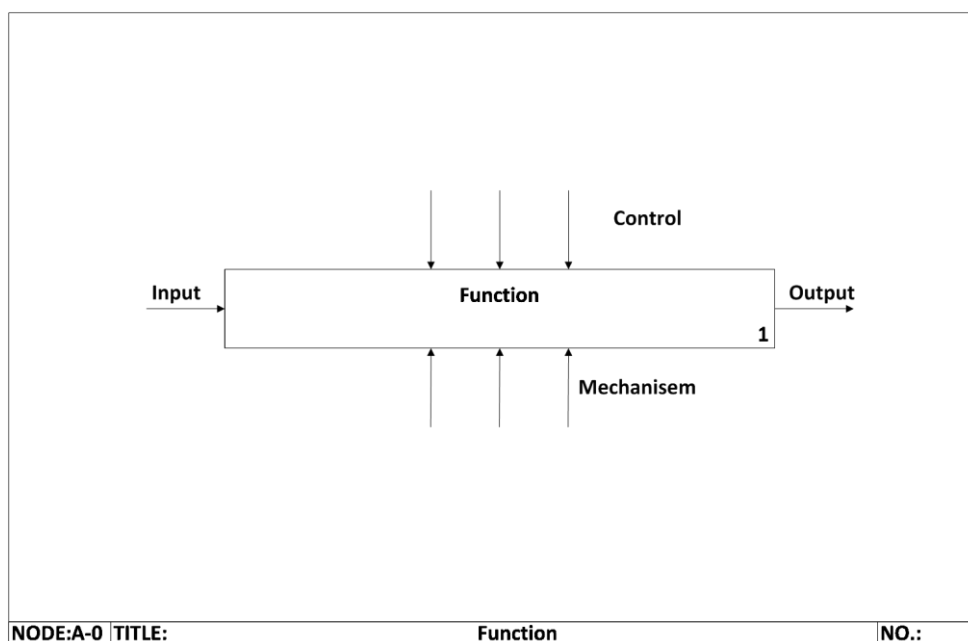 Control
Input
Function
Output
1
Mechanisem
NODE:A-0 TITLE: Function NO.: